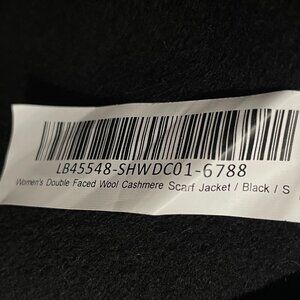 LB45548-SHWDC01-6788
Women's Double Faced Wool Cashmere Scarf Jacket / Black / S